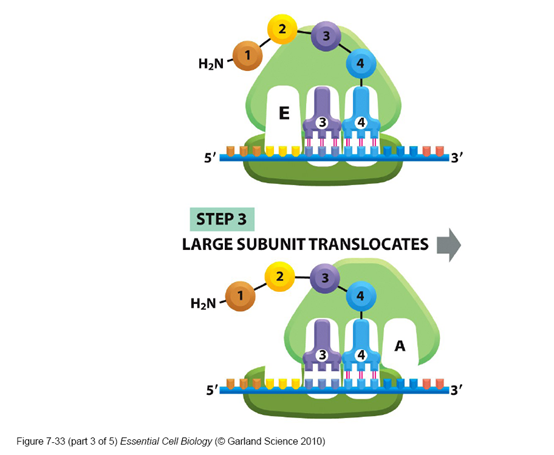 2
3
1
H₂N
4
E
3
4
5′
3′
STEP 3
LARGE SUBUNIT TRANSLOCATES
2
3
1
4
H₂N
A
3
4
5′
3′
Figure 7-33 (part 3 of 5) Essential Cell Biology (© Garland Science 2010)